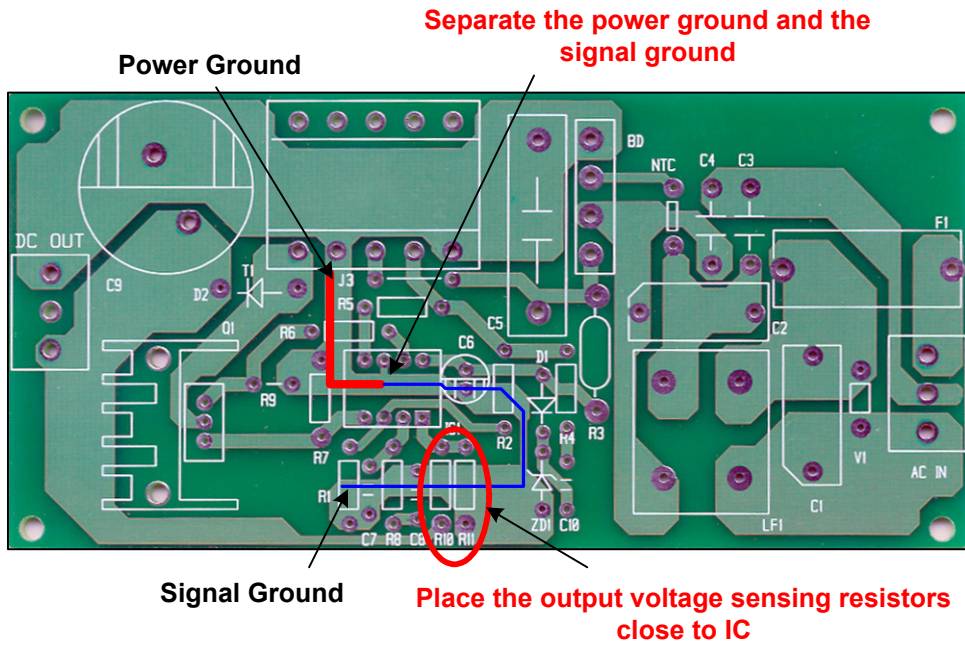 Separate the power ground and the
signal ground
Power Ground
BD
NTC
C4
C3
F1
DC OUT
C9
T1
D2
J3
R5
Q1
R6
C5
C6
C2
D1
R9
R7
IC1
R2
R4
R3
V1
AC IN
R1
C7
R8
C8
R10
R11
ZD1
C10
LF1
C1
Signal Ground
Place the output voltage sensing resistors
close to IC